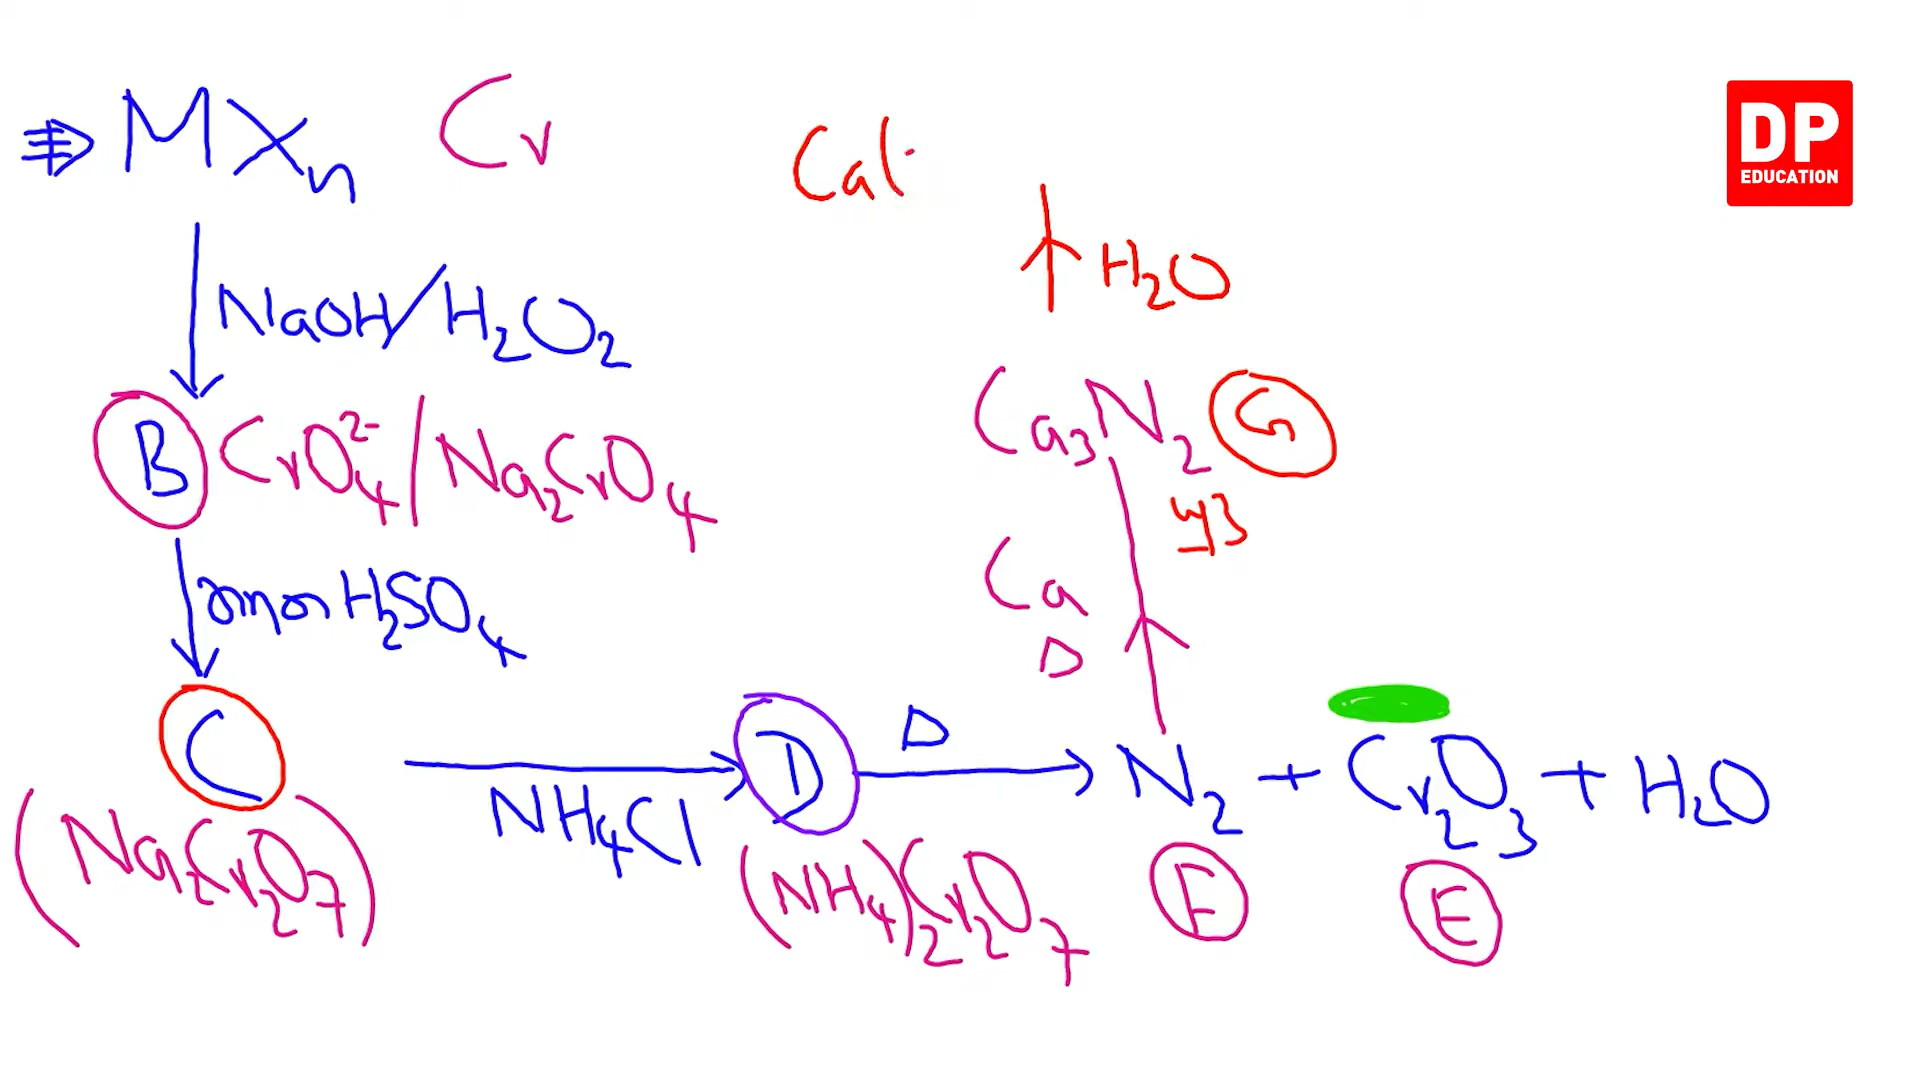 MXn Cr
Cal
DP
EDUCATION
H2O
NaOH/H2O2
Ca3N2 G
B CrO4^2- / Na2CrO4
Ca
Δ
H2SO4
C
NH4Cl
D
Δ
N2 + Cr2O3 + H2O
(Na2Cr2O7)
(NH4)2Cr2O7
F
E